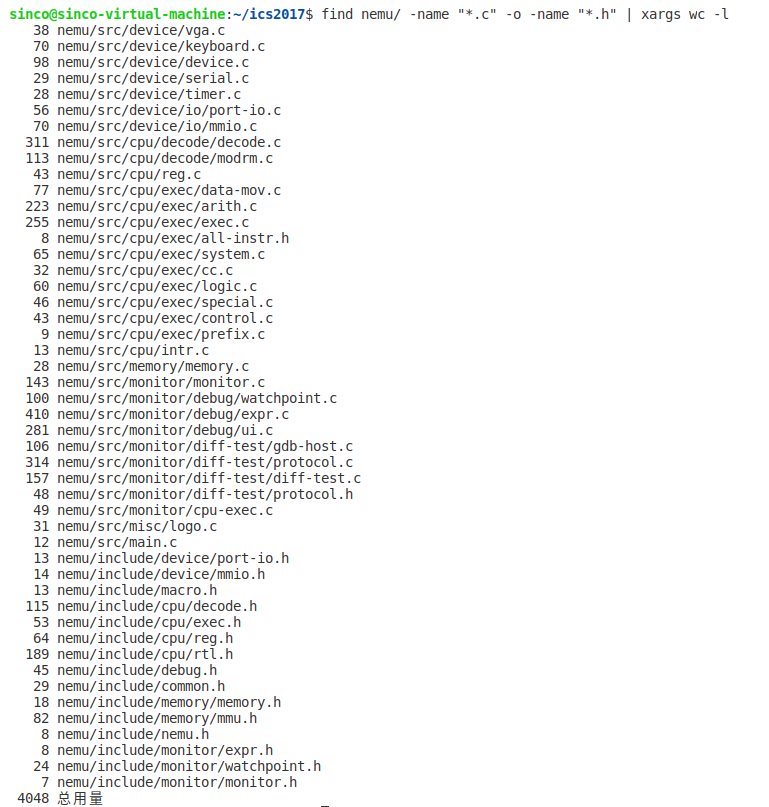 sinco@sinco-virtual-machine:~/ics2017$ find nemu/ -name "*.c" -o -name "*.h" | xargs wc -l
38 nemu/src/device/vga.c
70 nemu/src/device/keyboard.c
98 nemu/src/device/device.c
29 nemu/src/device/serial.c
28 nemu/src/device/timer.c
56 nemu/src/device/io/port-io.c
70 nemu/src/device/io/mmio.c
311 nemu/src/cpu/decode/decode.c
113 nemu/src/cpu/decode/modrm.c
43 nemu/src/cpu/reg.c
77 nemu/src/cpu/exec/data-mov.c
223 nemu/src/cpu/exec/arith.c
255 nemu/src/cpu/exec/exec.c
8 nemu/src/cpu/exec/all-instr.h
65 nemu/src/cpu/exec/system.c
32 nemu/src/cpu/exec/cc.c
60 nemu/src/cpu/exec/logic.c
46 nemu/src/cpu/exec/special.c
43 nemu/src/cpu/exec/control.c
9 nemu/src/cpu/exec/prefix.c
13 nemu/src/cpu/intr.c
28 nemu/src/memory/memory.c
143 nemu/src/monitor/monitor.c
100 nemu/src/monitor/debug/watchpoint.c
410 nemu/src/monitor/debug/expr.c
281 nemu/src/monitor/debug/ui.c
106 nemu/src/monitor/diff-test/gdb-host.c
314 nemu/src/monitor/diff-test/protocol.c
157 nemu/src/monitor/diff-test/diff-test.c
48 nemu/src/monitor/diff-test/protocol.h
49 nemu/src/monitor/cpu-exec.c
31 nemu/src/misc/logo.c
12 nemu/src/main.c
13 nemu/include/device/port-io.h
14 nemu/include/device/mmio.h
13 nemu/include/macro.h
115 nemu/include/cpu/decode.h
53 nemu/include/cpu/exec.h
64 nemu/include/cpu/reg.h
189 nemu/include/cpu/rtl.h
45 nemu/include/debug.h
29 nemu/include/common.h
18 nemu/include/memory/memory.h
82 nemu/include/memory/mmu.h
8 nemu/include/nemu.h
8 nemu/include/monitor/expr.h
24 nemu/include/monitor/watchpoint.h
7 nemu/include/monitor/monitor.h
4048 总用量